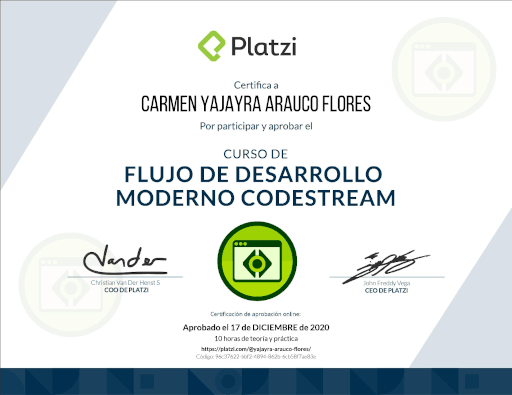 Platzi
Certifica a
CARMEN YAJAYRA ARAUCO FLORES
Por participar y aprobar el
CURSO DE
FLUJO DE DESARROLLO
MODERNO CODESTREAM
Christian Van Der Henst S
COO DE PLATZI
John Freddy Vega
CEO DE PLATZI
Certificación de aprobación online:
Aprobado el 17 de DICIEMBRE de 2020
10 horas de teoría y práctica
https://platzi.com/@yajayra-arauco-flores/
Código: